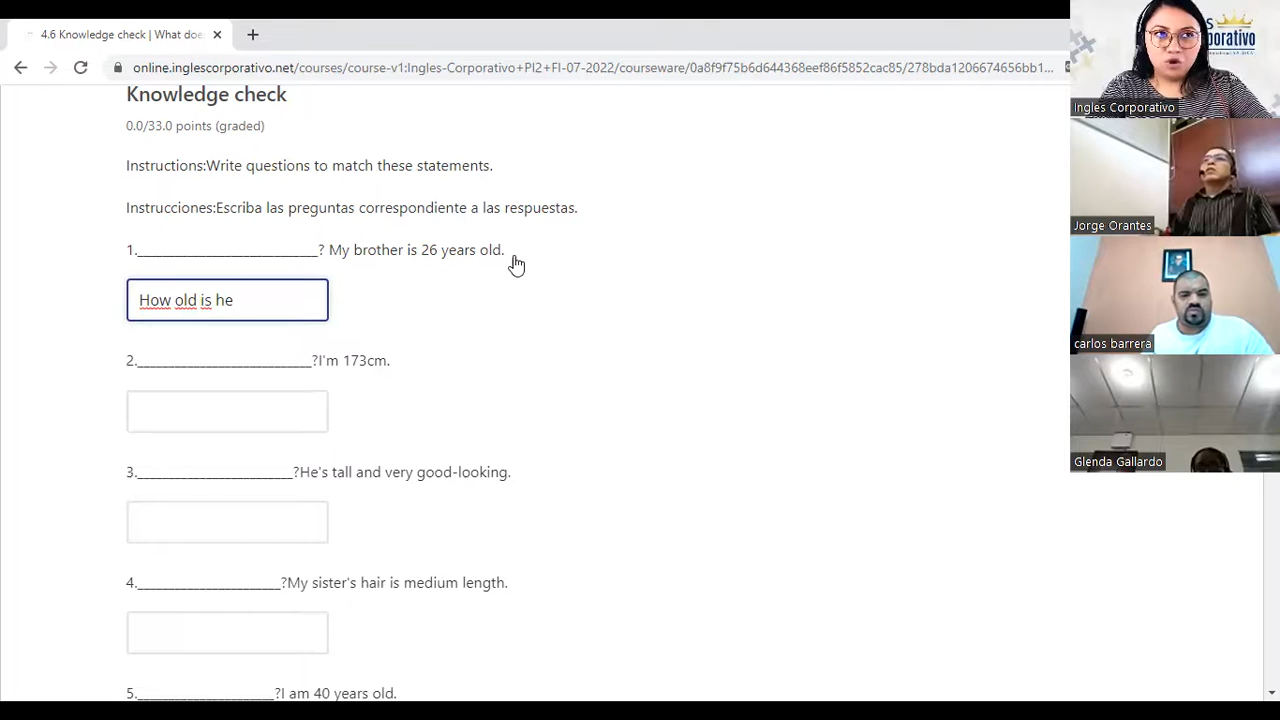 4.6 Knowledge check | What doe
online.inglescorporativo.net/courses/course-v1:Ingles-Corporativo+PI2+FI-07-2022/courseware/0a8f9f75b6d644368eef86f5852cac85/278bda1206674656bb1...
Knowledge check
0.0/33.0 points (graded)
Instructions:Write questions to match these statements.
Instrucciones:Escriba las preguntas correspondiente a las respuestas.
1.________________________? My brother is 26 years old.
How old is he
2.________________________?I'm 173cm.
3._____________________?He's tall and very good-looking.
4.___________________?My sister's hair is medium length.
5.__________________?I am 40 years old.
Ingles Corporativo
Jorge Orantes
carlos barrera
Glenda Gallardo